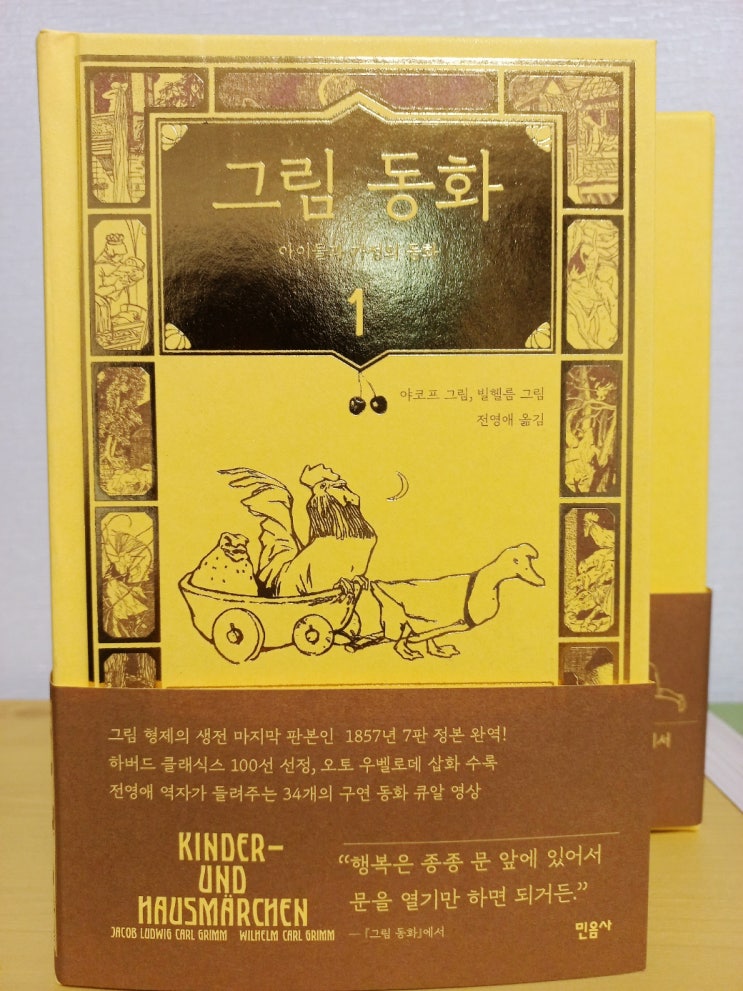 그림 동화
아이들과 가정의 동화
1
야코프 그림, 빌헬름 그림
전영애 옮김
그림 형제의 생전 마지막 판본인 1857년 7판 정본 완역!
하버드 클래식스 100선 선정, 오토 우벨로데 삽화 수록
전영애 역자가 들려주는 34개의 구연 동화 큐알 영상
KINDER-
UND
HAUSMÄRCHEN
JACOB LUDWIG CARL GRIMM WILHELM CARL GRIMM
“행복은 종종 문 앞에 있어서
문을 열기만 하면 되거든.”
— 『그림 동화』에서
민음사
에서